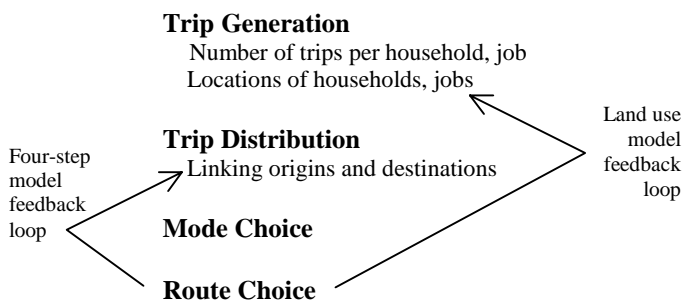 Trip Generation
Number of trips per household, job
Locations of households, jobs
Trip Distribution
Linking origins and destinations
Mode Choice
Route Choice
Four-step
model
feedback
loop
Land use
model
feedback
loop